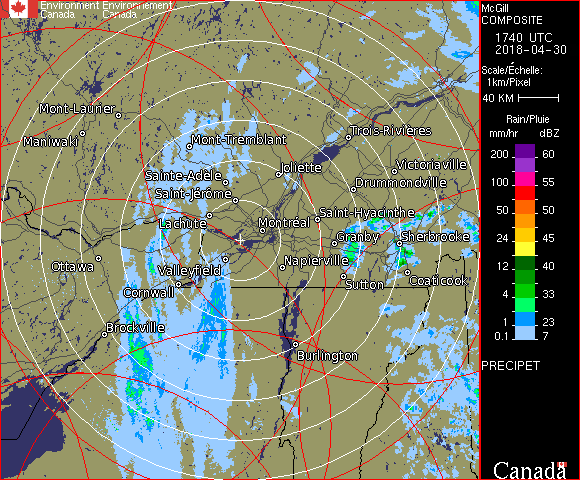 Environment Environnement
Canada Canada
McGill
COMPOSITE
1740 UTC
2018-04-30
Scale/Échelle:
1km/Pixel
40 KM
Rain/Pluie
mm/hr dBZ
200 60
100 55
50 50
24 45
12 40
4 33
1 23
0.1 7
PRECIPET
Canada
Mont-Laurier
Maniwaki
Mont-Tremblant
Trois-Rivières
Joliette
Victoriaville
Sainte-Adèle
Drummondville
Saint-Jérôme
Lachute
Montréal
Saint-Hyacinthe
Granby
Sherbrooke
Ottawa
Valleyfield
Napierville
Cornwall
Sutton
Coaticook
Brockville
Burlington